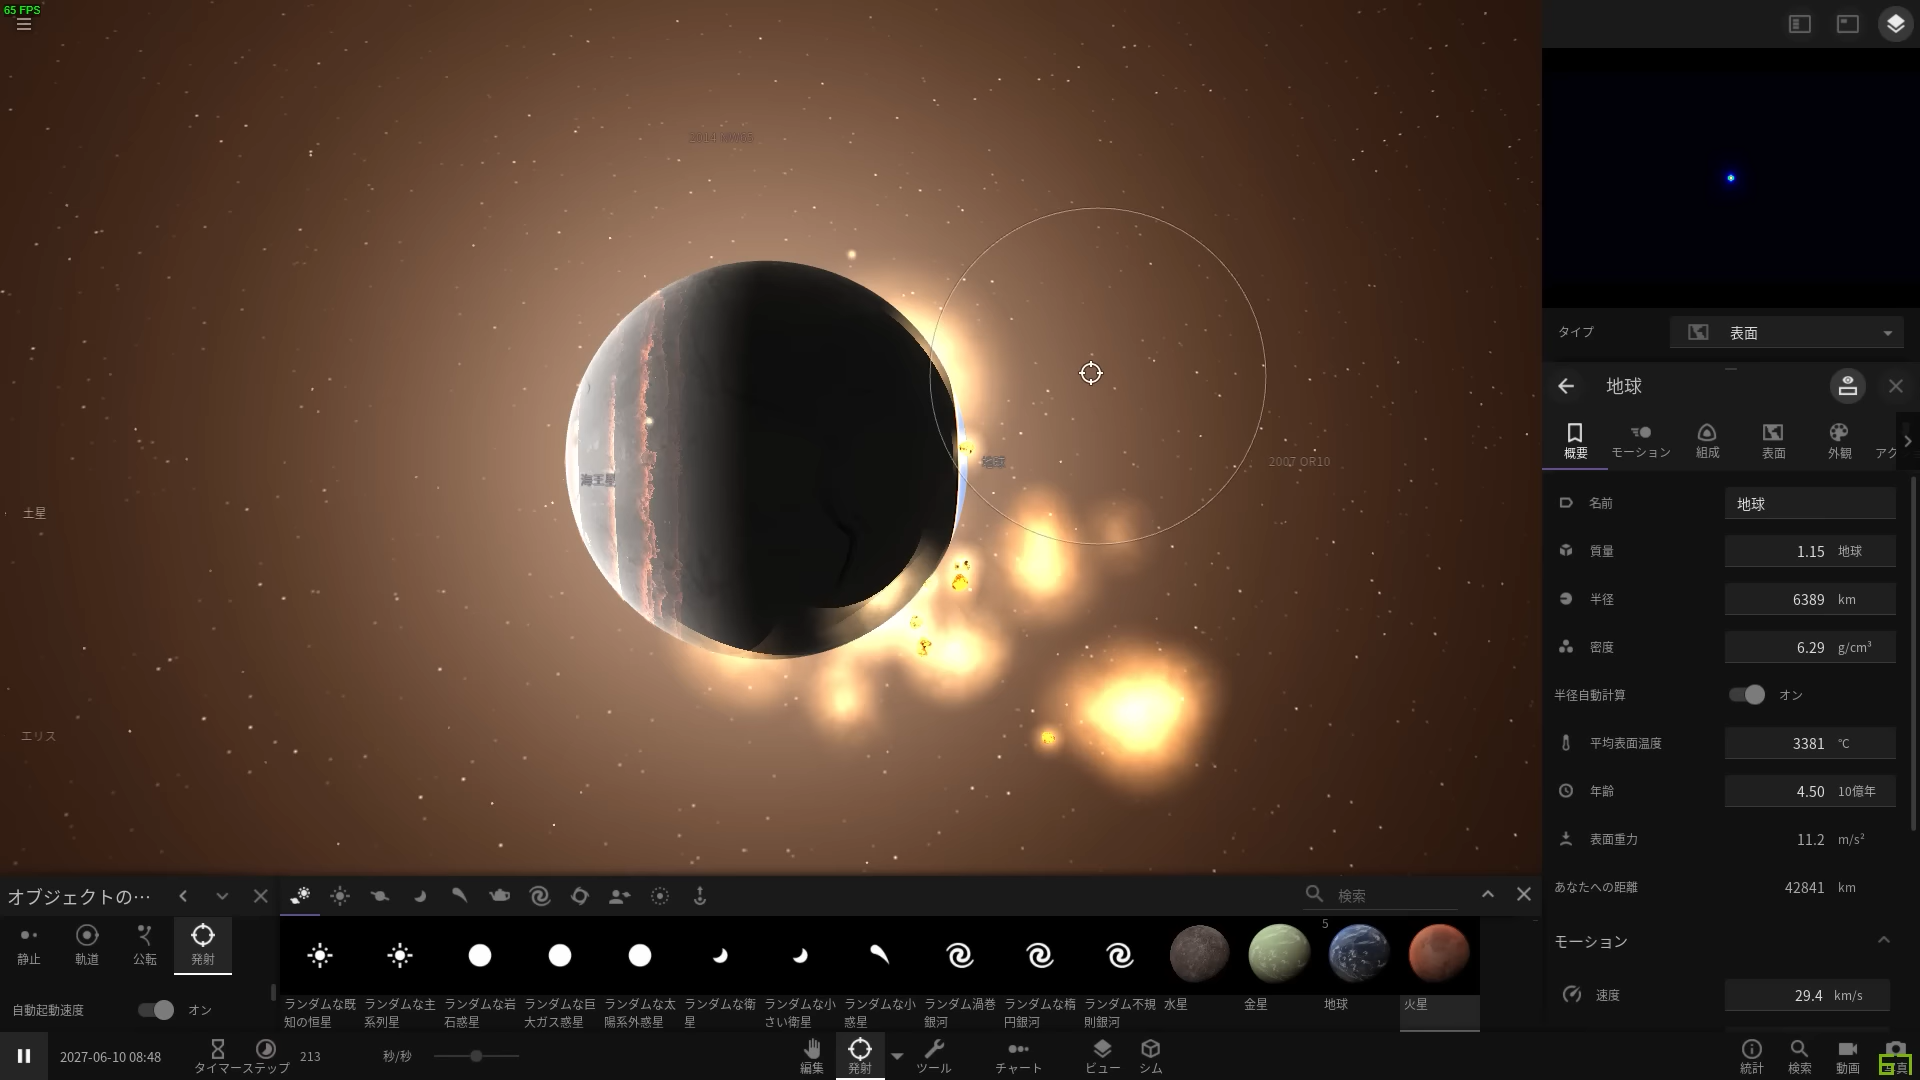 65 FPS
海王星
地球
2007 OR10
土星
エリス
タイプ
表面
地球
概要
モーション
組成
表面
外観
アク
名前
地球
質量
1.15 地球
半径
6389 km
密度
6.29 g/cm³
半径自動計算
オン
平均表面温度
3381 ℃
年齢
4.50 10億年
表面重力
11.2 m/s²
あなたへの距離
42841 km
モーション
速度
29.4 km/s
オブジェクトの…
検索
静止
軌道
公転
発射
自動起動速度
オン
ランダムな既
知の恒星
ランダムな主
系列星
ランダムな岩
石惑星
ランダムな巨
大ガス惑星
ランダムな太
陽系外惑星
ランダムな衛
星
ランダムな小
さい衛星
ランダムな小
惑星
ランダム渦巻
銀河
ランダムな楕
円銀河
ランダム不規
則銀河
水星
金星
5
地球
火星
2027-06-10 08:48
タイマーステップ
213
秒/秒
編集
発射
ツール
チャート
ビュー
シム
統計
検索
動画